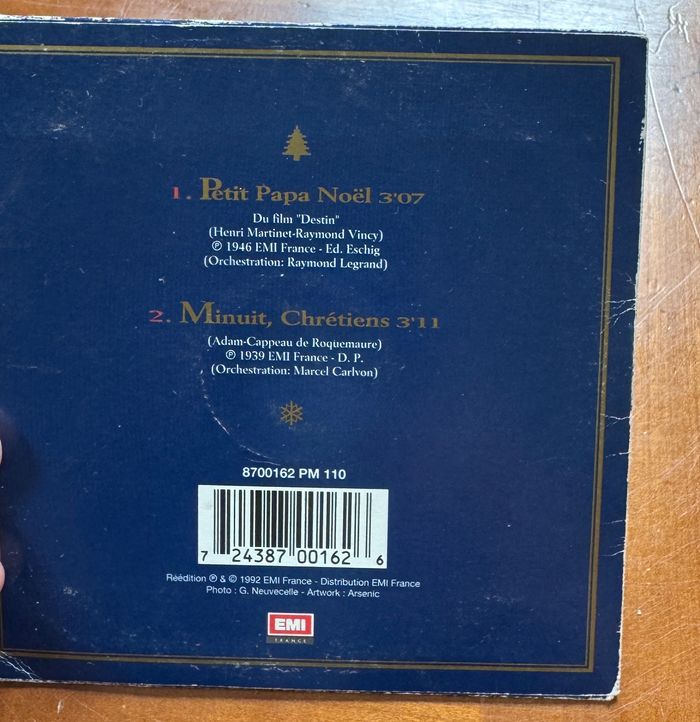 1. Petit Papa Noël 3'07
Du film "Destin"
(Henri Martinet-Raymond Vincy)
℗ 1946 EMI France - Ed. Eschig
(Orchestration: Raymond Legrand)
2. Minuit, Chrétiens 3'11
(Adam-Cappeau de Roquemaure)
℗ 1939 EMI France - D. P.
(Orchestration: Marcel Carlvon)
8700162 PM 110
7 24387 00162 6
Réédition ℗ & © 1992 EMI France - Distribution EMI France
Photo : G. Neuvecelle - Artwork : Arsenic
EMI
FRANCE